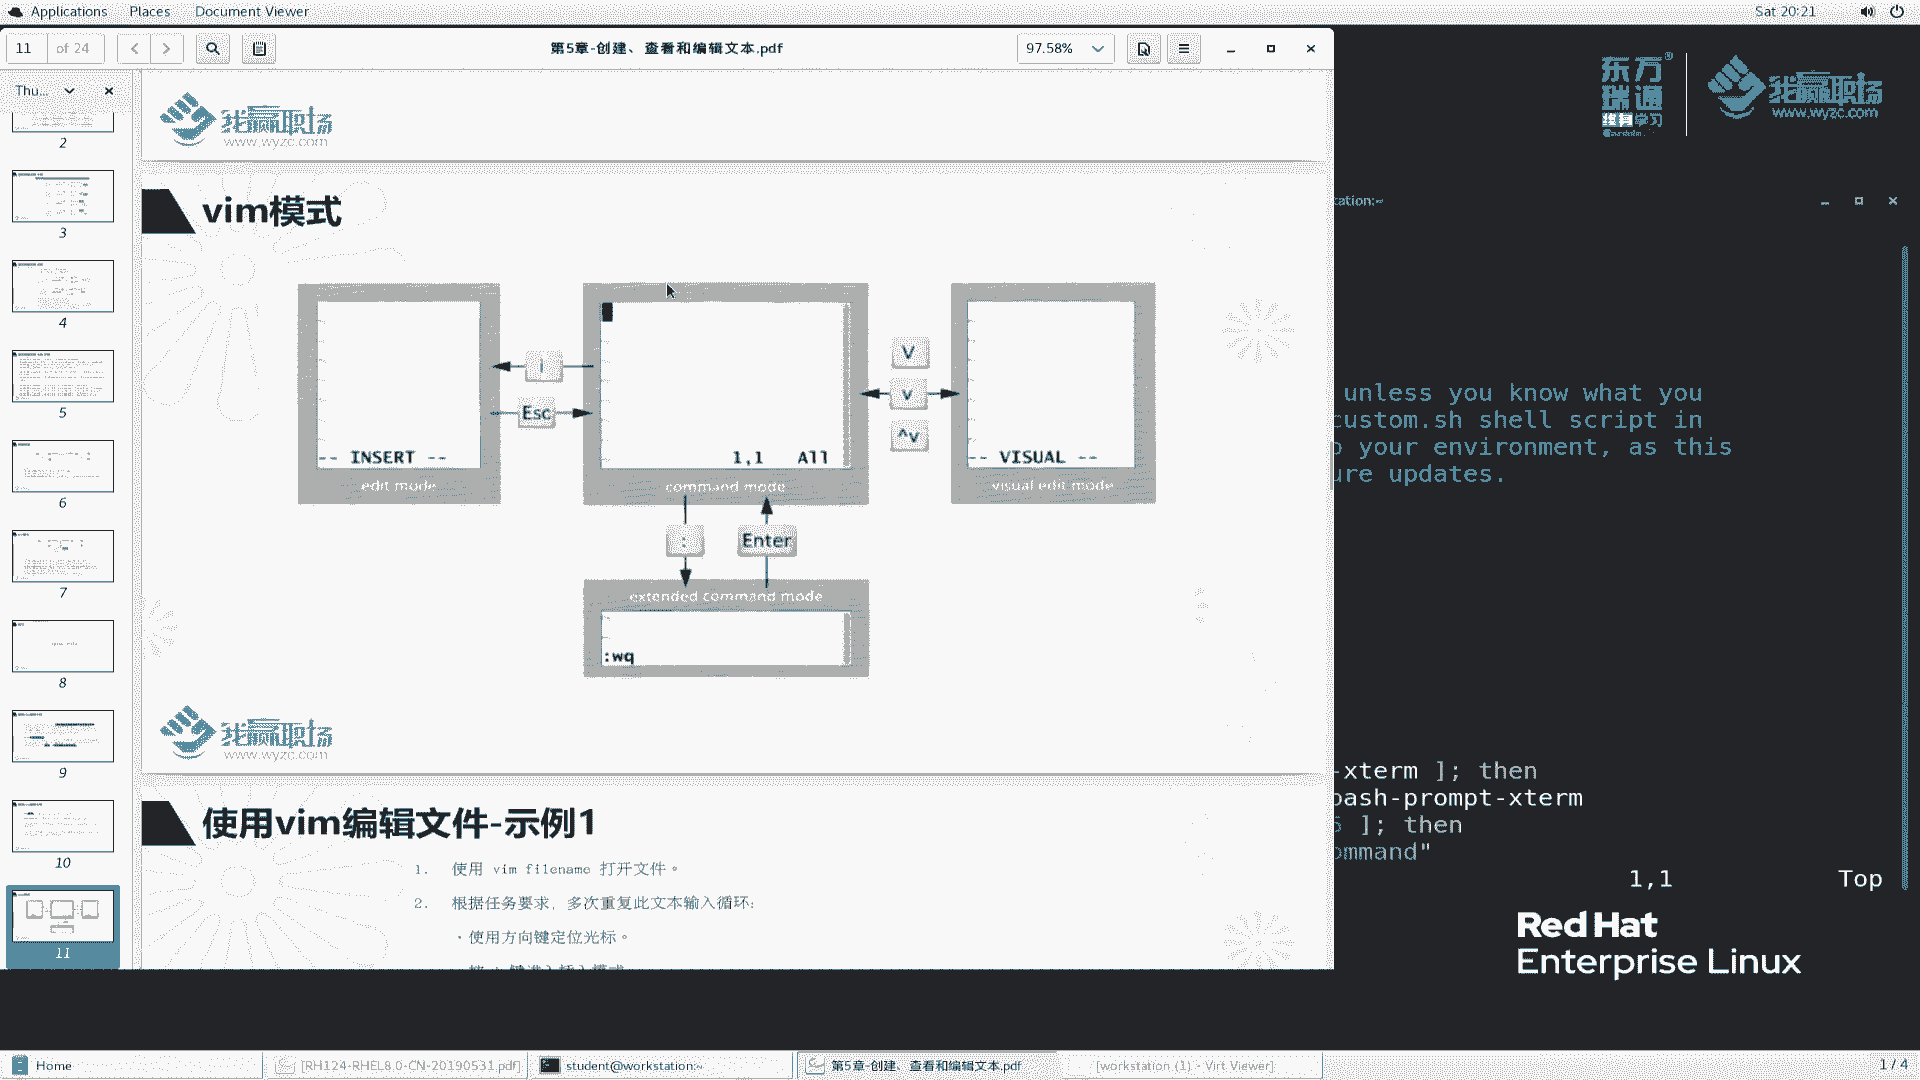 Applications Places Document Viewer Sat 20:21
11 of 24 第5章-创建、查看和编辑文本.pdf 97.58%
Thu...
2
3
4
5
6
7
8
9
10
11
我赢职场
www.wyzc.com
vim模式
I
Esc
-- INSERT --
edit mode
1,1 All
command mode
V
v
^v
-- VISUAL --
visual edit mode
:
Enter
extended command mode
:wq
我赢职场
www.wyzc.com
使用vim编辑文件-示例1
1. 使用 vim filename 打开文件。
2. 根据任务要求，多次重复此文本输入循环:
·使用方向键定位光标。
东方瑞通
终身学习
我赢职场
www.wyzc.com
tation:~
unless you know what you
custom.sh shell script in
o your environment, as this
ure updates.
-xterm ]; then
bash-prompt-xterm
]; then
ommand"
1,1 Top
Red Hat
Enterprise Linux
Home [RH124-RHEL8.0-CN-20190531.pdf] student@workstation:~ 第5章-创建、查看和编辑文本.pdf [workstation (1) - Virt Viewer] 1 / 4